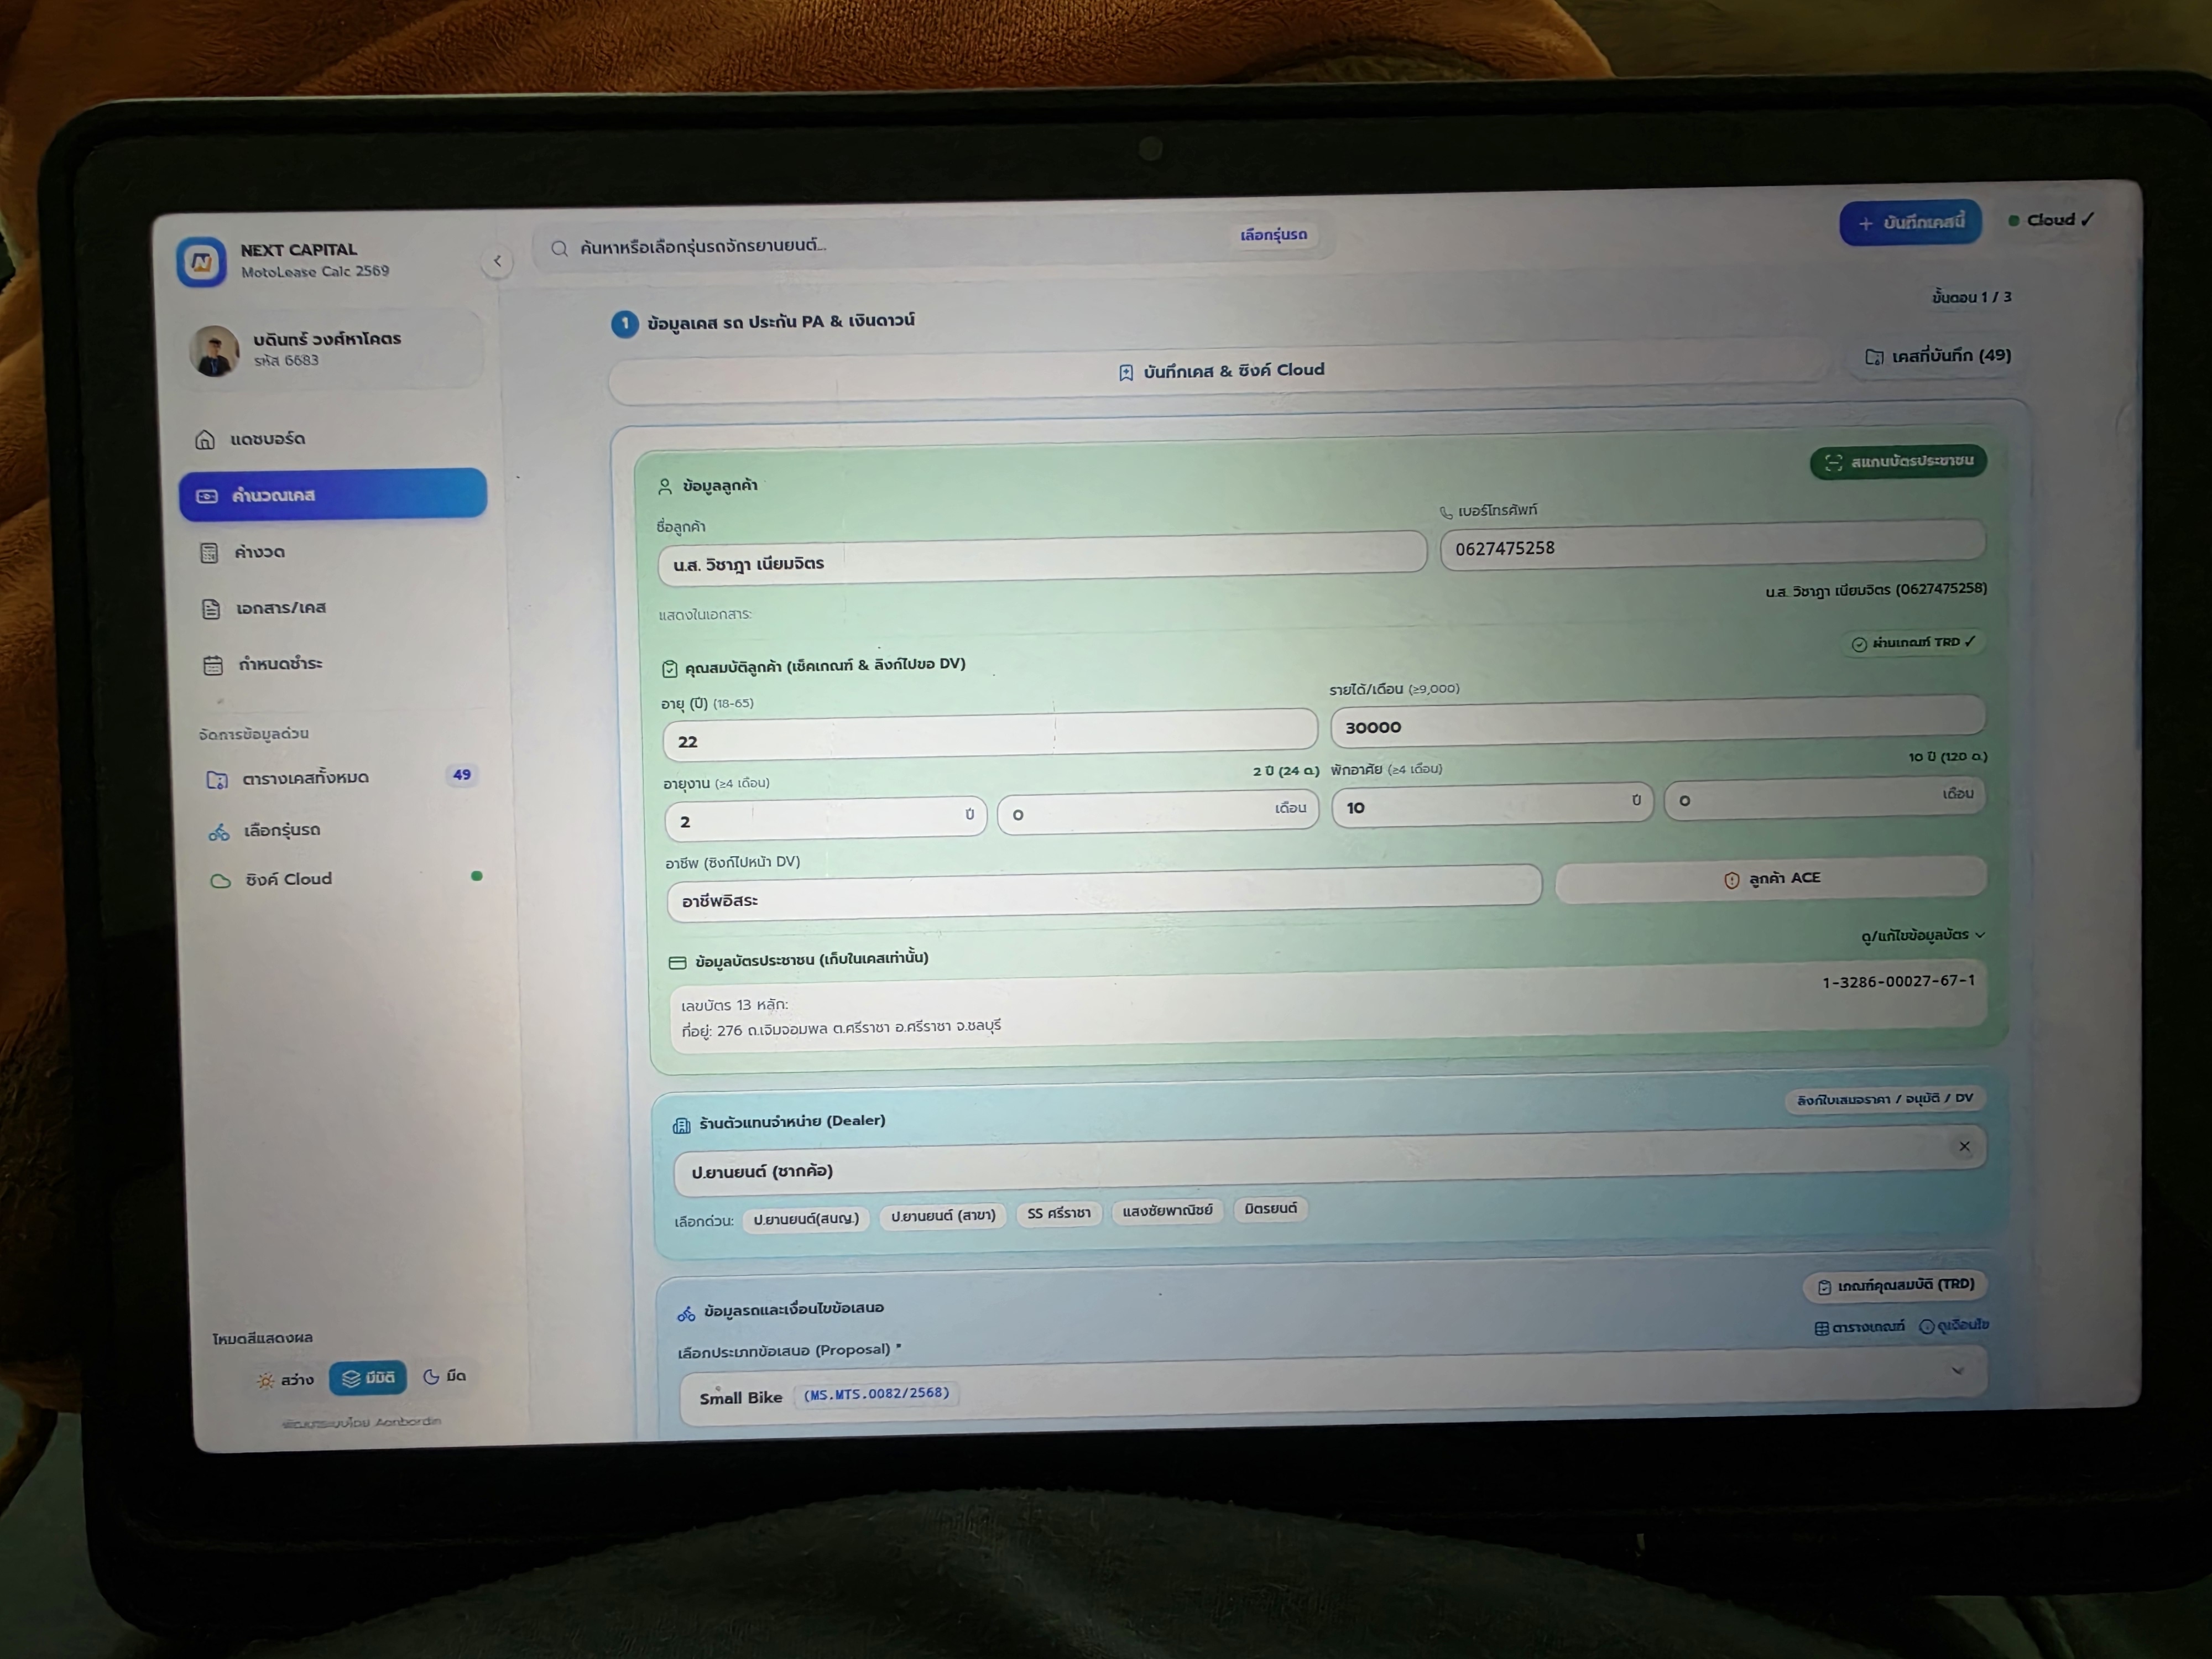 NEXT CAPITAL
MotoLease Calc 2569
บดินทร์ วงศ์หาโคตร
รหัส 6683
แดชบอร์ด
คำนวณเคส
ค่างวด
เอกสาร/เคส
กำหนดชำระ
จัดการข้อมูลด่วน
ตารางเคสทั้งหมด 49
เลือกรุ่นรถ
ซิงค์ Cloud
โหมดสีแสดงผล
สว่าง มีมิติ มืด
พัฒนาระบบโดย Aonbordin
ค้นหาหรือเลือกรุ่นรถจักรยานยนต์... เลือกรุ่นรถ
+ บันทึกเคสนี้ Cloud ✓
1 ข้อมูลเคส รถ ประกัน PA & เงินดาวน์ ขั้นตอน 1 / 3
บันทึกเคส & ซิงค์ Cloud เคสที่บันทึก (49)
ข้อมูลลูกค้า สแกนบัตรประชาชน
ชื่อลูกค้า เบอร์โทรศัพท์
น.ส. วิชาฎา เนียมจิตร 0627475258
แสดงในเอกสาร: น.ส. วิชาฎา เนียมจิตร (0627475258)
คุณสมบัติลูกค้า (เช็คเกณฑ์ & ลิงก์ไปขอ DV) ผ่านเกณฑ์ TRD ✓
อายุ (ปี) (18-65) รายได้/เดือน (≥9,000)
22 30000
อายุงาน (≥4 เดือน) 2 ปี (24 ด.) พักอาศัย (≥4 เดือน) 10 ปี (120 ด.)
2 ปี 0 เดือน 10 ปี 0 เดือน
อาชีพ (ซิงก์ไปหน้า DV)
อาชีพอิสระ ลูกค้า ACE
ข้อมูลบัตรประชาชน (เก็บในเคสเท่านั้น) ดู/แก้ไขข้อมูลบัตร
เลขบัตร 13 หลัก: 1-3286-00027-67-1
ที่อยู่: 276 ถ.เจิมจอมพล ต.ศรีราชา อ.ศรีราชา จ.ชลบุรี
ร้านตัวแทนจำหน่าย (Dealer) ลิงก์ใบเสนอราคา / อนุมัติ / DV
ป.ยานยนต์ (ชากค้อ)
เลือกด่วน: ป.ยานยนต์(สนญ.) ป.ยานยนต์ (สาขา) SS ศรีราชา แสงชัยพาณิชย์ มิตรยนต์
ข้อมูลรถและเงื่อนไขข้อเสนอ เกณฑ์คุณสมบัติ (TRD)
ตารางเกณฑ์ ดูเงื่อนไข
เลือกประเภทข้อเสนอ (Proposal) *
Small Bike (MS.MTS.0082/2568)